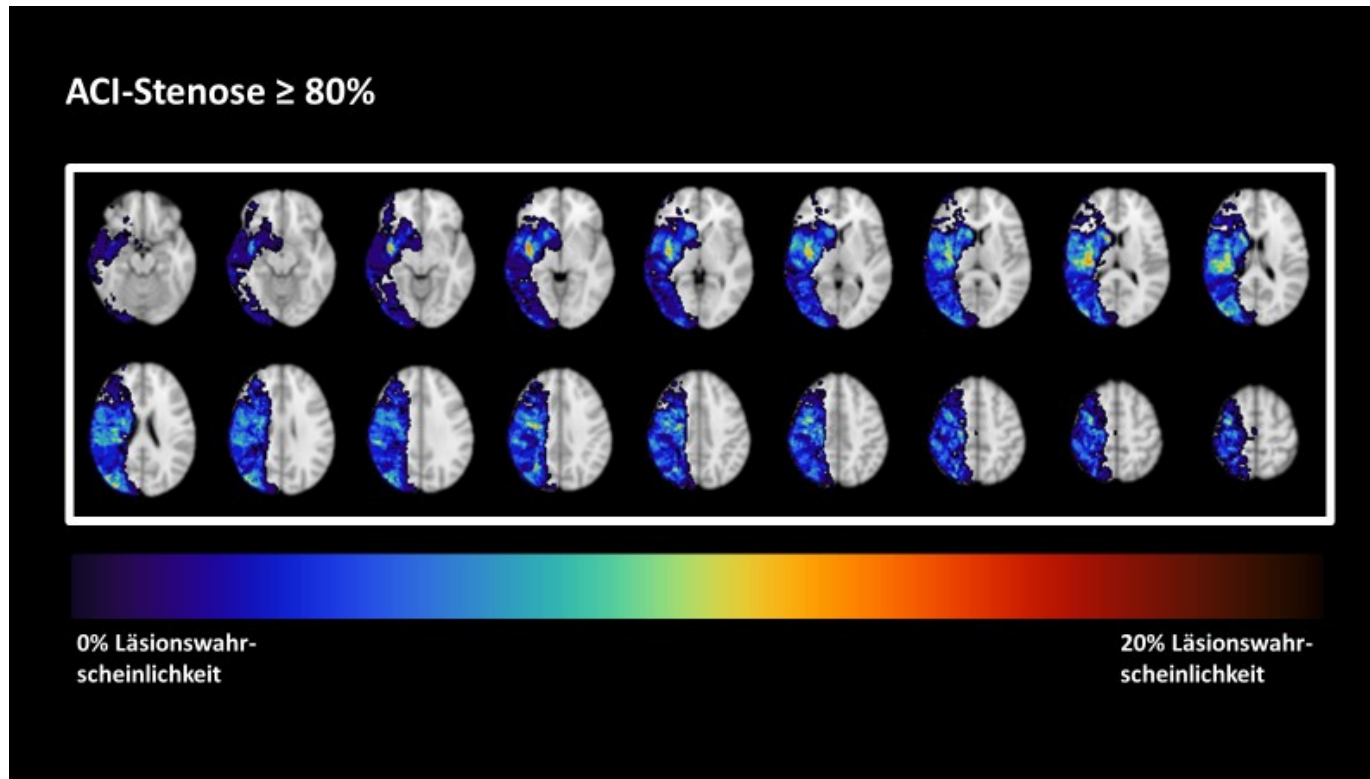 ACI-Stenose ≥ 80%
0% Läsionswahr-
scheinlichkeit
20% Läsionswahr-
scheinlichkeit